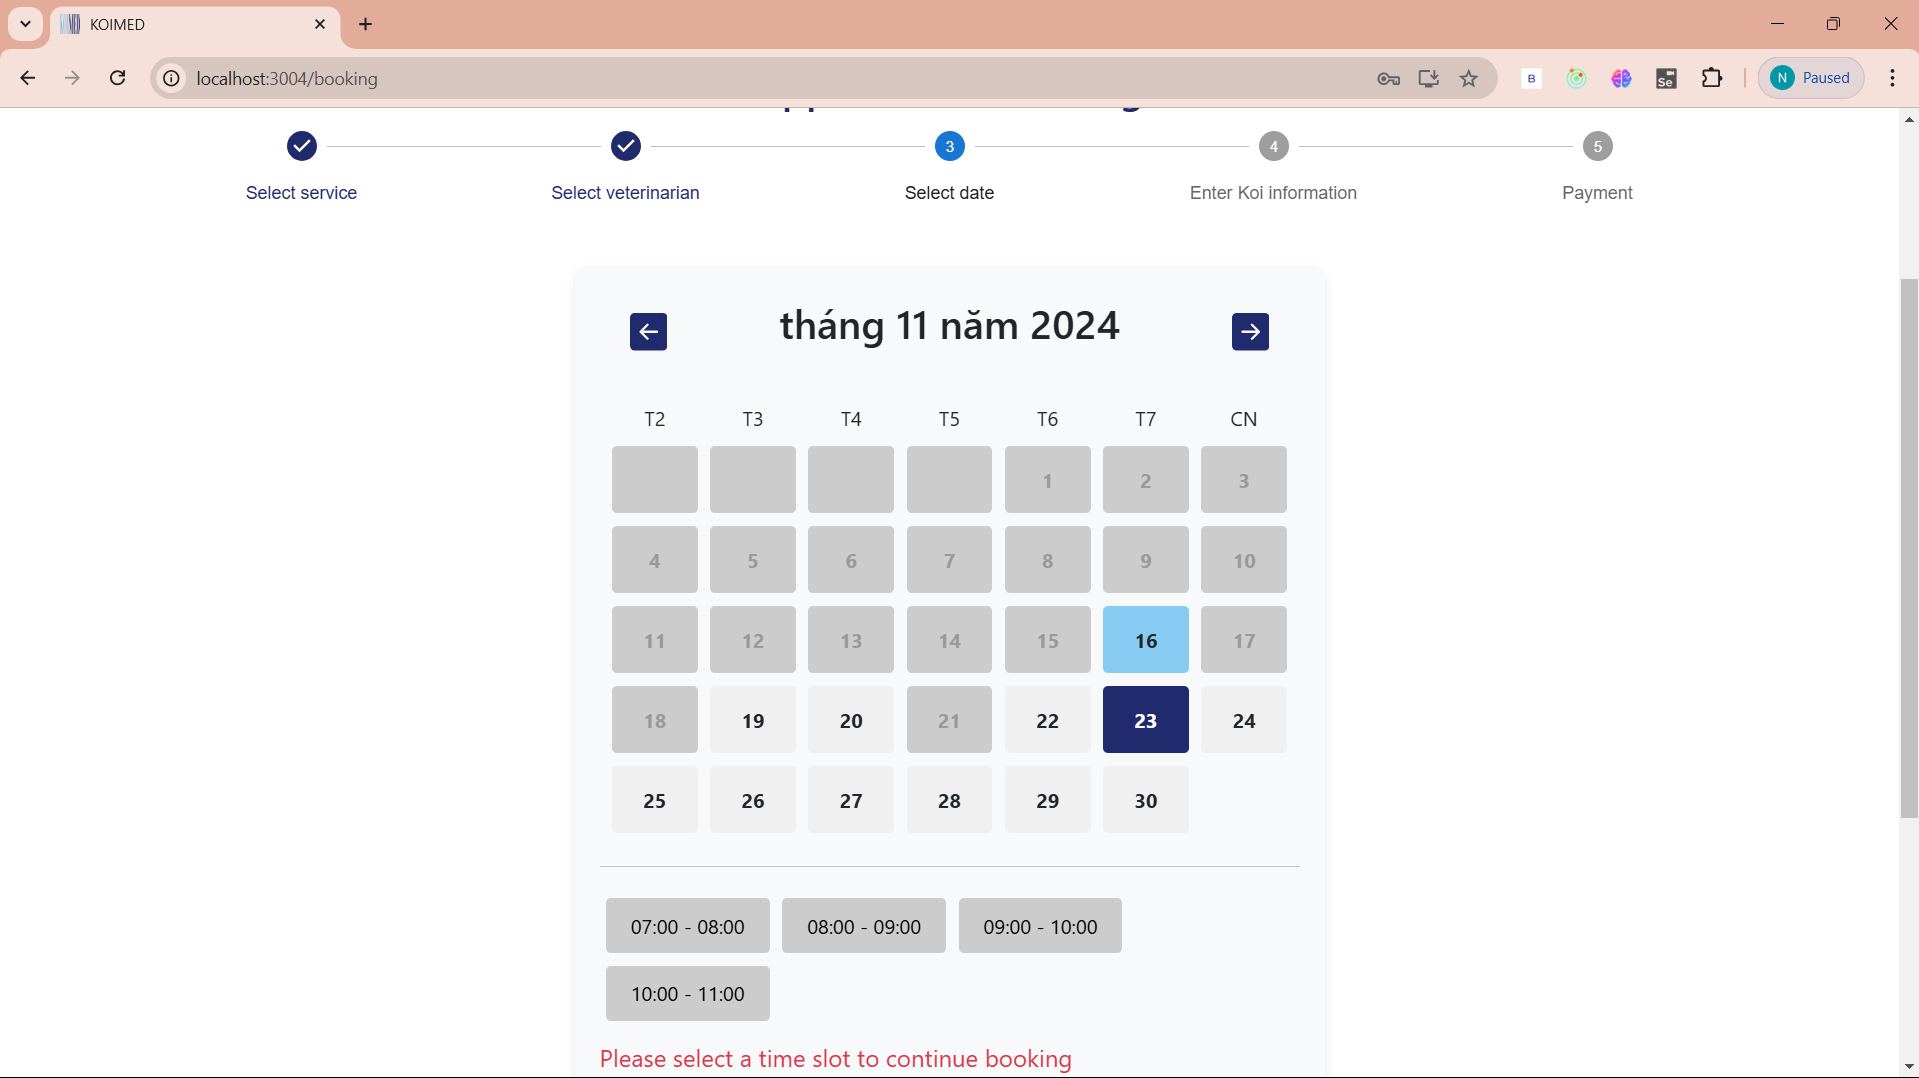 KOIMED
localhost:3004/booking
B
Se
N Paused
3
4
5
Select service
Select veterinarian
Select date
Enter Koi information
Payment
tháng 11 năm 2024
T2 T3 T4 T5 T6 T7 CN
1 2 3
4 5 6 7 8 9 10
11 12 13 14 15 16 17
18 19 20 21 22 23 24
25 26 27 28 29 30
07:00 - 08:00
08:00 - 09:00
09:00 - 10:00
10:00 - 11:00
Please select a time slot to continue booking